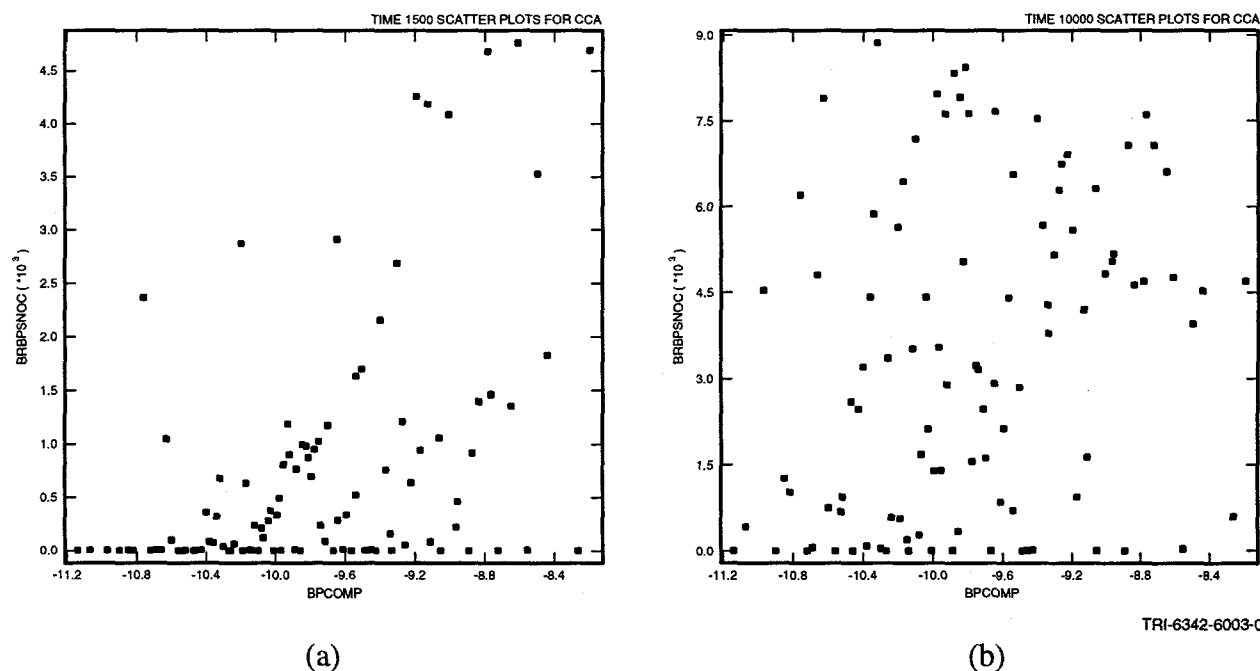 TIME 1500 SCATTER PLOTS FOR CCA
4.5
4.0
3.5
3.0
2.5
2.0
1.5
1.0
0.5
0.0
BRBPSNOC ( *10 3 )
-11.2 -10.8 -10.4 -10.0 -9.6 -9.2 -8.8 -8.4
BPCOMP
(a)
TIME 10000 SCATTER PLOTS FOR CCA
9.0
7.5
6.0
4.5
3.0
1.5
0.0
BRBPSNOC ( *10 3 )
-11.2 -10.8 -10.4 -10.0 -9.6 -9.2 -8.8 -8.4
BPCOMP
TRI-6342-6003-0
(b)